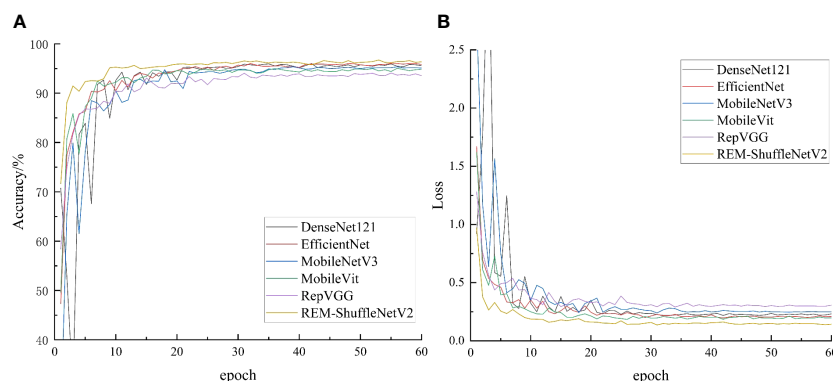 A
100
90
80
70
60
50
40
0
10
20
30
40
50
60
Accuracy/%
epoch
DenseNet121
EfficientNet
MobileNetV3
MobileVit
RepVGG
REM-ShuffleNetV2
B
2.5
2.0
1.5
1.0
0.5
0.0
0
10
20
30
40
50
60
Loss
epoch
DenseNet121
EfficientNet
MobileNetV3
MobileVit
RepVGG
REM-ShuffleNetV2